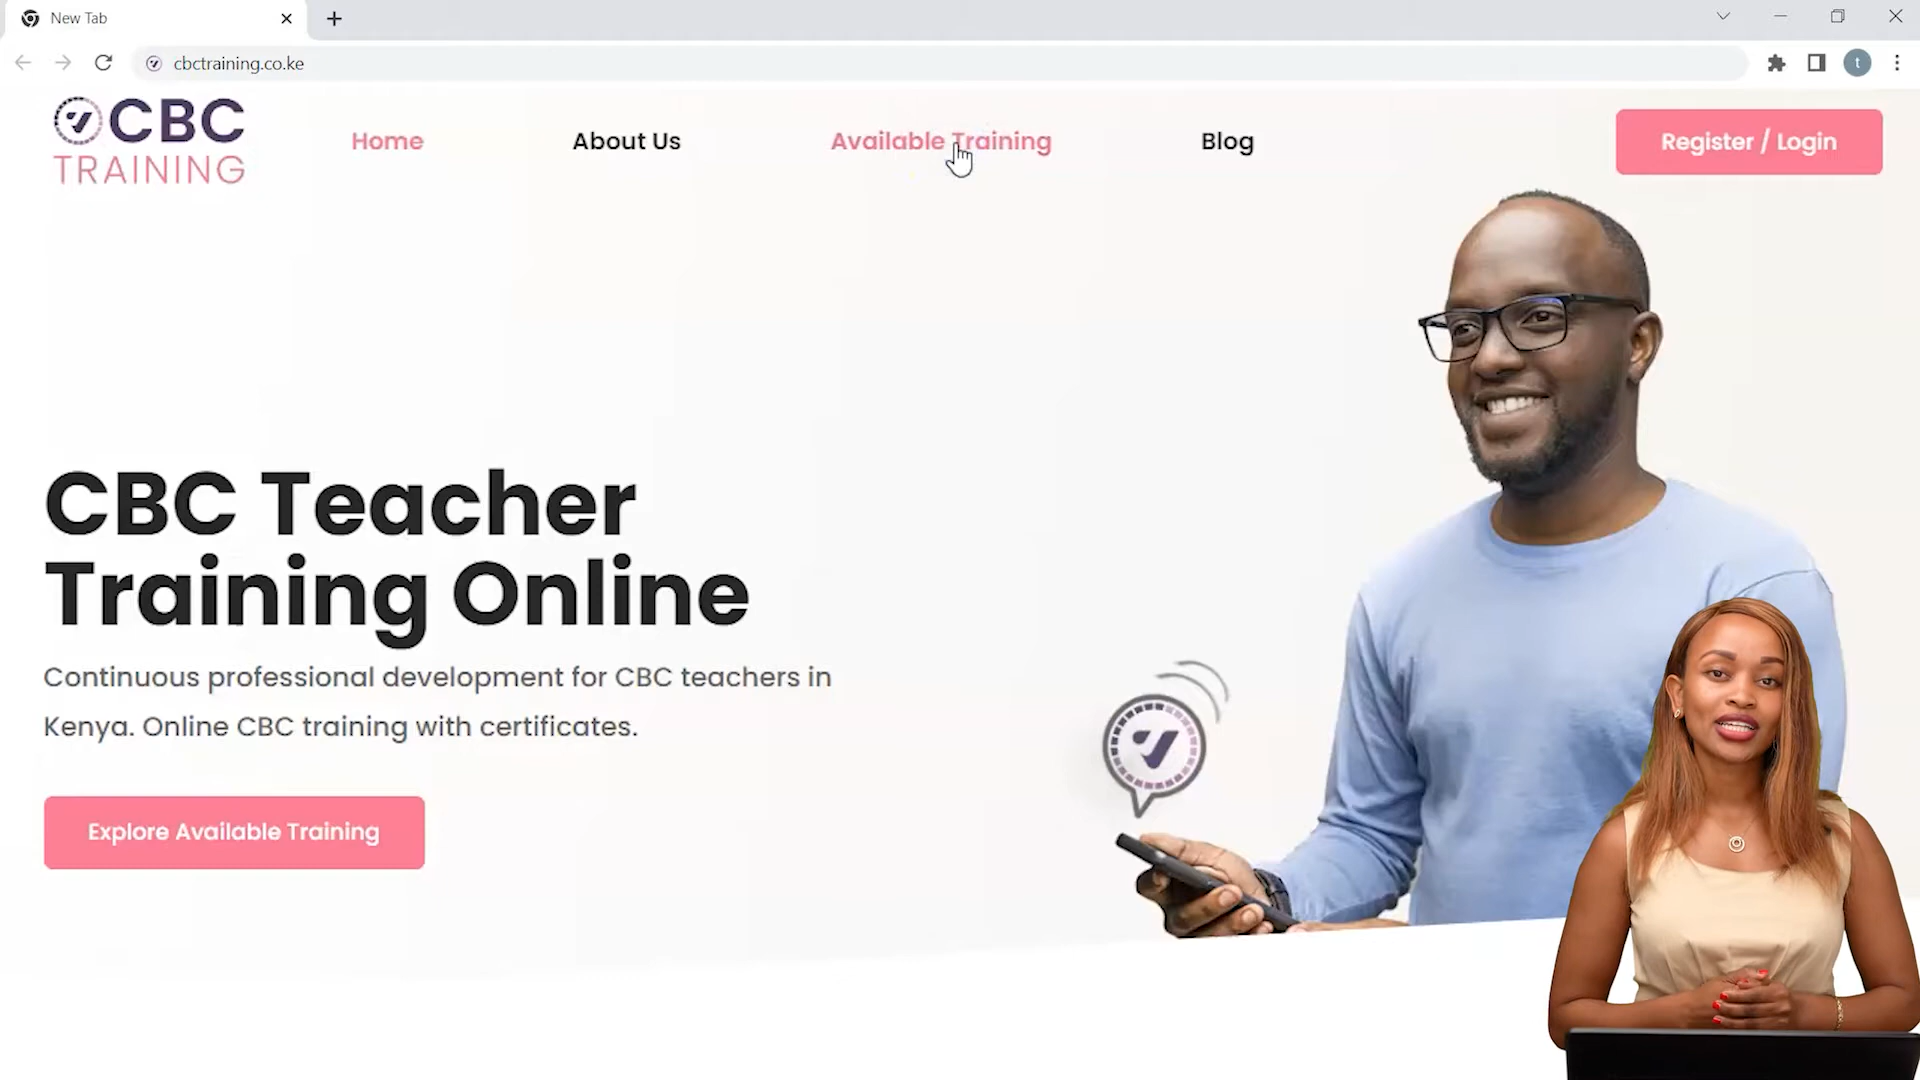 New Tab
cbctraining.co.ke
CBC
TRAINING
Home
About Us
Available Training
Blog
Register / Login
CBC Teacher
Training Online
Continuous professional development for CBC teachers in
Kenya. Online CBC training with certificates.
Explore Available Training
t